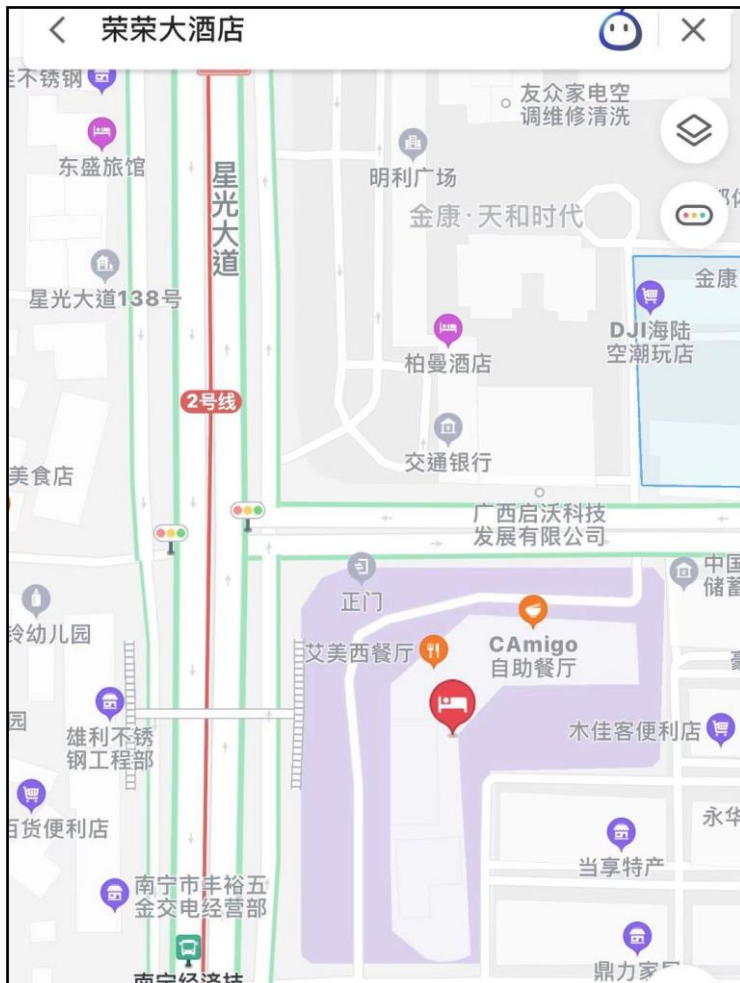 荣荣大酒店
不锈钢
友众家电空
调维修清洗
东盛旅馆
明利广场
星光大道
金康·天和时代
金康
星光大道138号
DJI海陆
空潮玩店
柏曼酒店
2号线
交通银行
美食店
广西启沃科技
发展有限公司
中国
储蓄
正门
铃幼儿园
CAmigo
自助餐厅
艾美西餐厅
园
木佳客便利店
雄利不锈
钢工程部
百货便利店
永华
当享特产
南宁市丰裕五
金交电经营部
鼎力家
南宁经济技